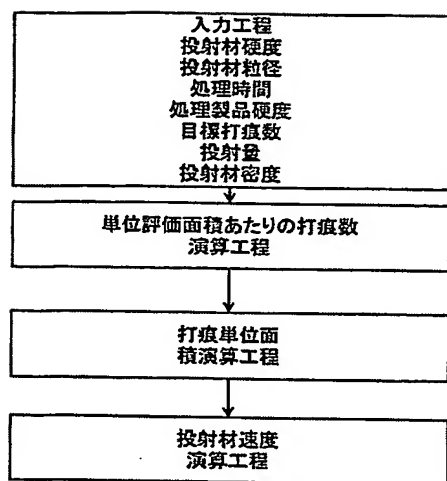 入力工程
投射材硬度
投射材粒径
処理時間
処理製品硬度
目標打痕数
投射量
投射材密度
単位評価面積あたりの打痕数
演算工程
打痕単位面
積演算工程
投射材速度
演算工程